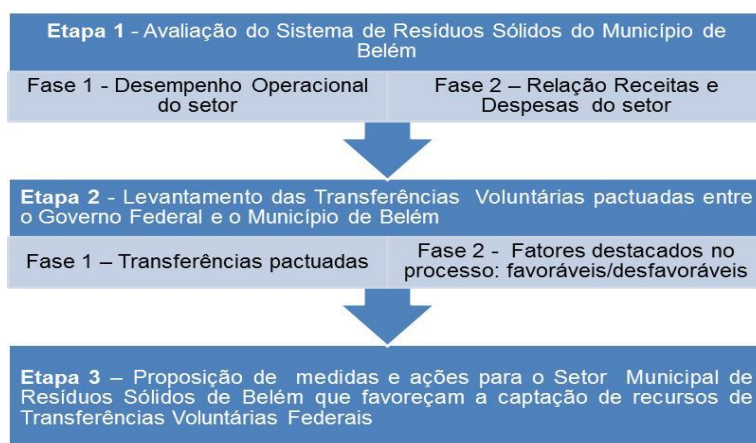 Etapa 1 - Avaliação do Sistema de Resíduos Sólidos do Município de
Belém
Fase 1 - Desempenho Operacional
do setor
Fase 2 – Relação Receitas e
Despesas do setor
Etapa 2 - Levantamento das Transferências Voluntárias pactuadas entre
o Governo Federal e o Município de Belém
Fase 1 – Transferências pactuadas
Fase 2 - Fatores destacados no
processo: favoráveis/desfavoráveis
Etapa 3 – Proposição de medidas e ações para o Setor Municipal de
Resíduos Sólidos de Belém que favoreçam a captação de recursos de
Transferências Voluntárias Federais